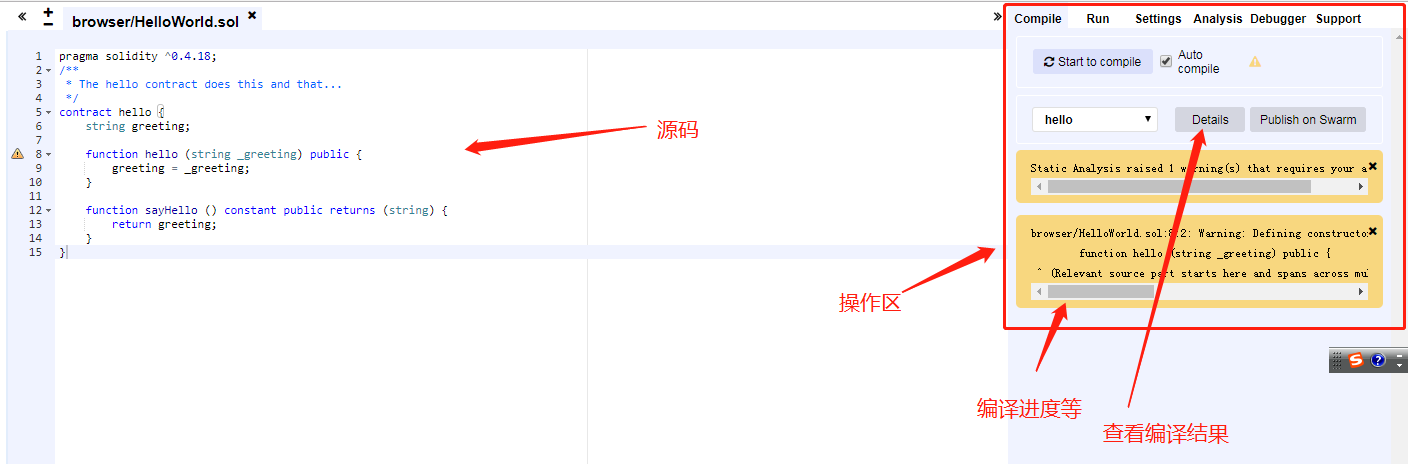 browser/HelloWorld.sol
Compile Run Settings Analysis Debugger Support
1 pragma solidity ^0.4.18;
2 /**
3 * The hello contract does this and that...
4 */
5 contract hello {
6 string greeting;
7
8 function hello (string _greeting) public {
9 greeting = _greeting;
10 }
11
12 function sayHello () constant public returns (string) {
13 return greeting;
14 }
15 }
源码
Start to compile
Auto compile
hello
Details
Publish on Swarm
Static Analysis raised 1 warning(s) that requires your a
browser/HelloWorld.sol:8:2: Warning: Defining constructo
function hello (string _greeting) public {
^ (Relevant source part starts here and spans across mul
操作区
编译进度等
查看编译结果